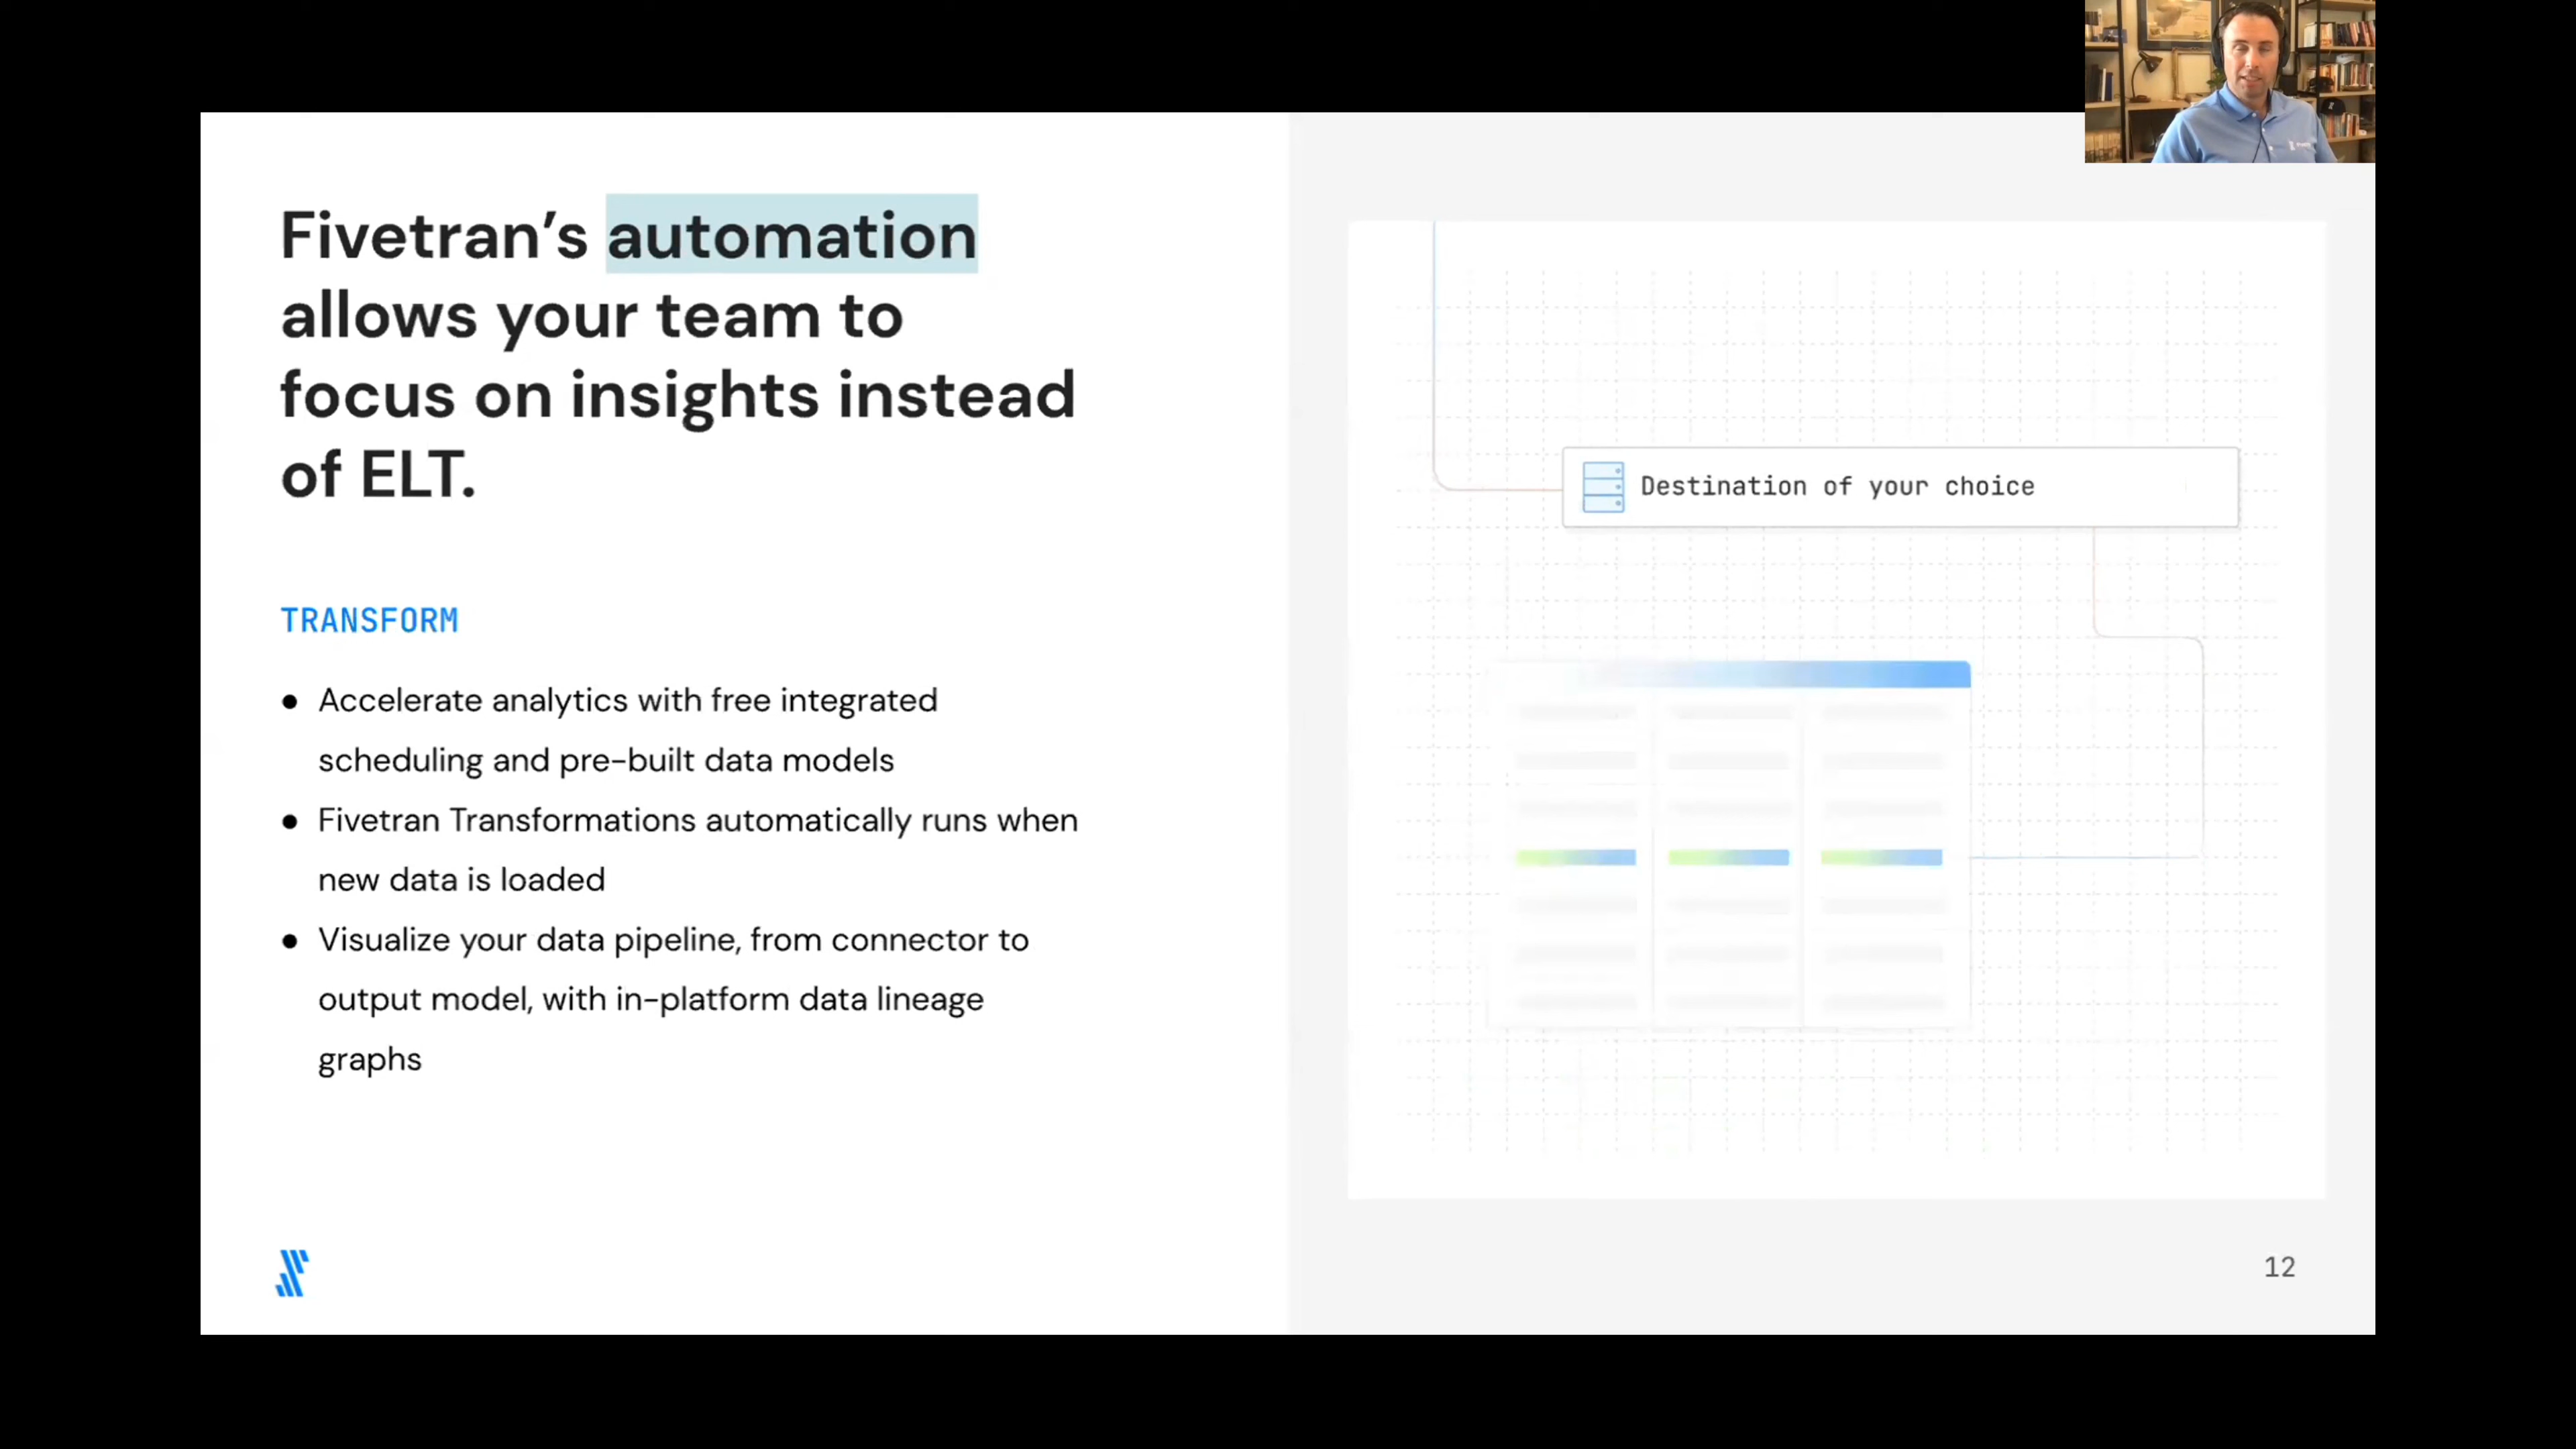 Fivetran’s automation
allows your team to
focus on insights instead
of ELT.
TRANSFORM
● Accelerate analytics with free integrated
scheduling and pre-built data models
● Fivetran Transformations automatically runs when
new data is loaded
● Visualize your data pipeline, from connector to
output model, with in-platform data lineage
graphs
Destination of your choice
12